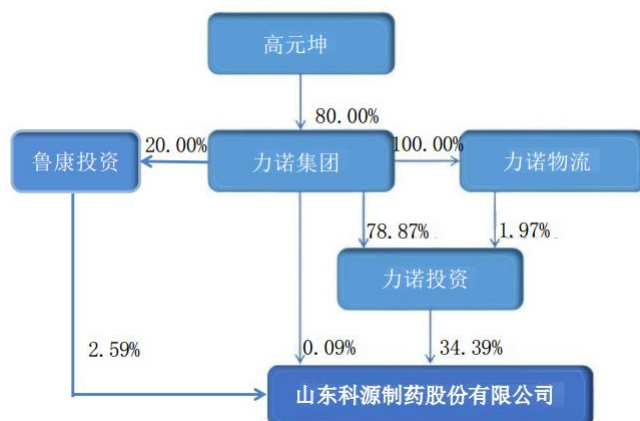 高元坤
80.00%
鲁康投资
20.00%
力诺集团
100.00%
力诺物流
78.87%
1.97%
力诺投资
2.59%
0.09%
34.39%
山东科源制药股份有限公司